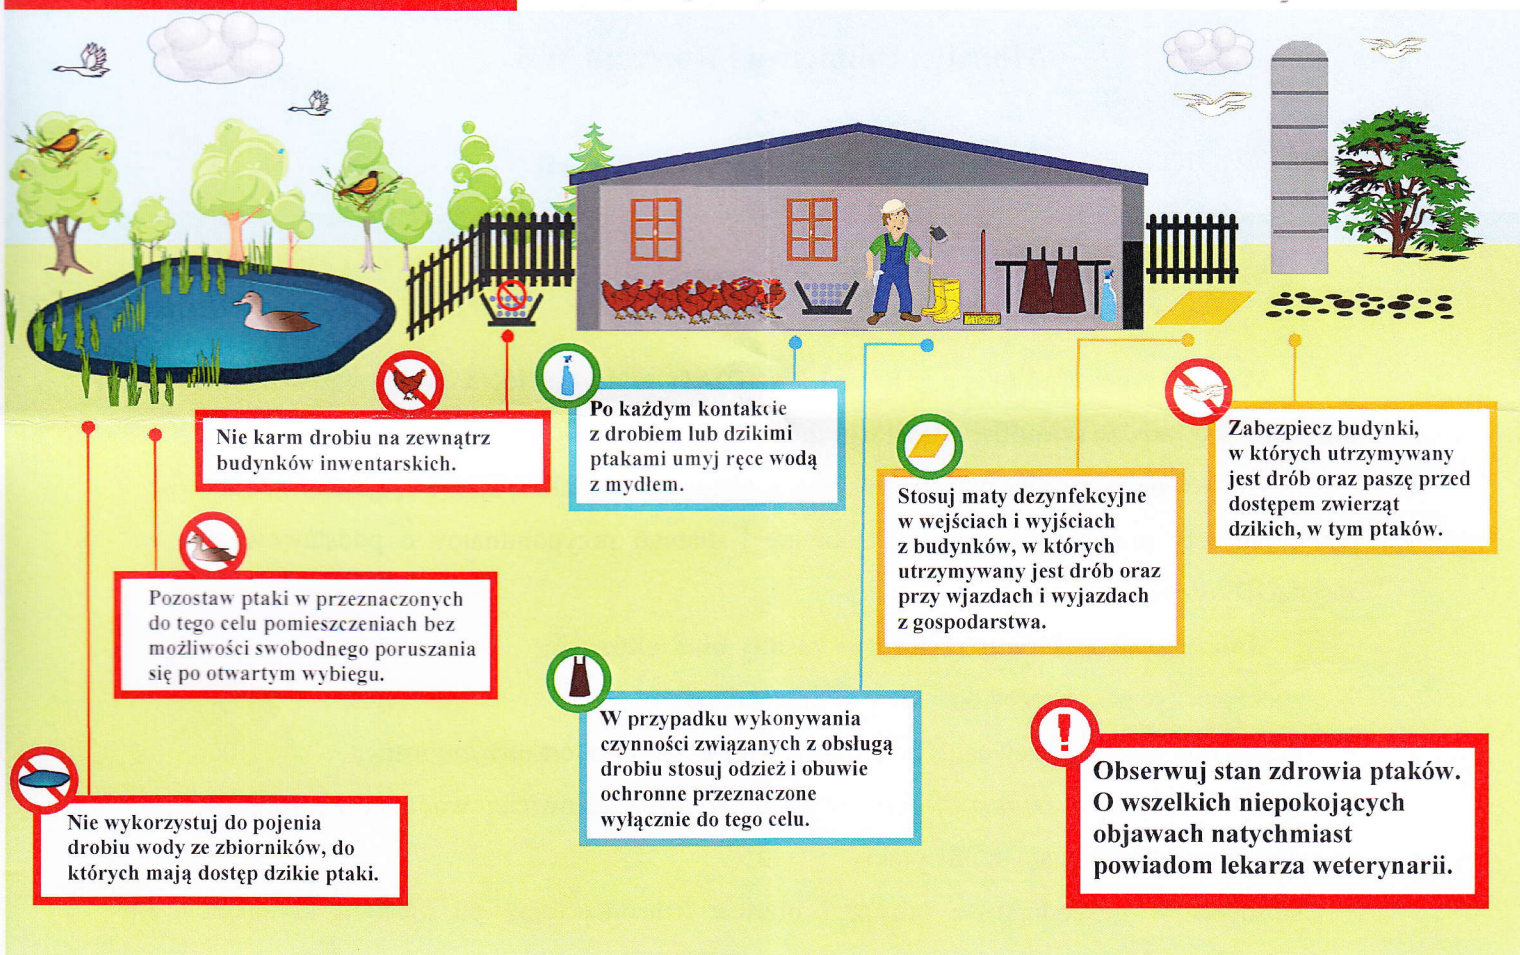 Nie karm drobiu na zewnątrz
budynków inwentarskich.
Po każdym kontakcie
z drobiem lub dzikimi
ptakami umyj ręce wodą
z mydłem.
Zabezpiecz budynki,
w których utrzymywany
jest drób oraz paszę przed
dostępem zwierząt
dzikich, w tym ptaków.
Stosuj maty dezynfekcyjne
w wejściach i wyjściach
z budynków, w których
utrzymywany jest drób oraz
przy wjazdach i wyjazdach
z gospodarstwa.
Pozostaw ptaki w przeznaczonych
do tego celu pomieszczeniach bez
możliwości swobodnego poruszania
się po otwartym wybiegu.
W przypadku wykonywania
czynności związanych z obsługą
drobiu stosuj odzież i obuwie
ochronne przeznaczone
wyłącznie do tego celu.
Nie wykorzystuj do pojenia
drobiu wody ze zbiorników, do
których mają dostęp dzikie ptaki.
!
Obserwuj stan zdrowia ptaków.
O wszelkich niepokojących
objawach natychmiast
powiadom lekarza weterynarii.